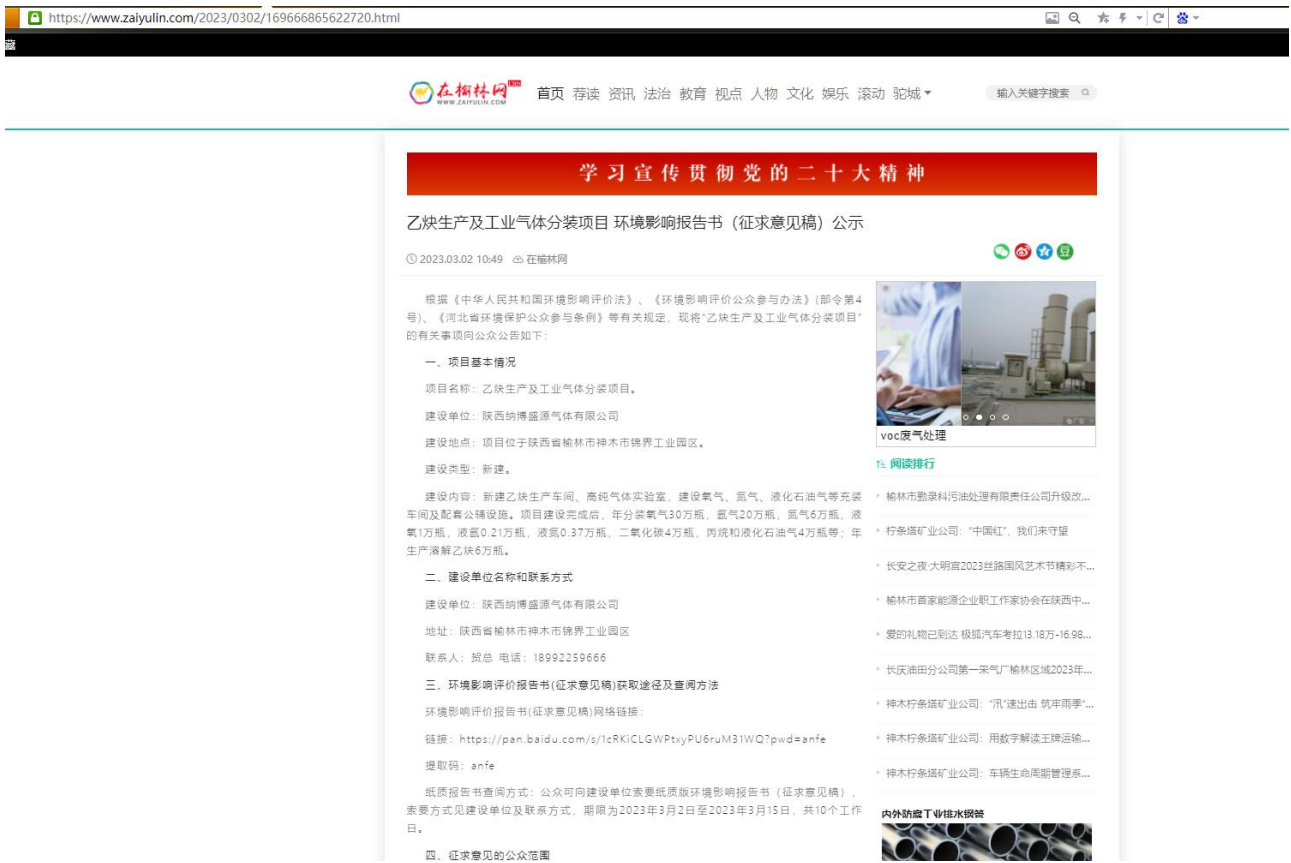 https://www.zaiyulin.com/2023/0302/169666865622720.html
藏
在榆林网
WWW.ZAIYULIN.COM
首页 荐读 资讯 法治 教育 视点 人物 文化 娱乐 滚动 驼城
输入关键字搜索
学习宣传贯彻党的二十大精神
乙炔生产及工业气体分装项目 环境影响报告书（征求意见稿）公示
2023.03.02 10:49 在榆林网
根据《中华人民共和国环境影响评价法》、《环境影响评价公众参与办法》(部令第4
号)、《河北省环境保护公众参与条例》等有关规定，现将“乙炔生产及工业气体分装项目”
的有关事项向公众公告如下：
一、项目基本情况
项目名称：乙炔生产及工业气体分装项目。
建设单位：陕西纳博盛源气体有限公司
建设地点：项目位于陕西省榆林市神木市锦界工业园区。
建设类型：新建。
建设内容：新建乙炔生产车间、高纯气体实验室，建设氧气、氮气、液化石油气等充装
车间及配套公辅设施。项目建设完成后，年分装氧气30万瓶，氩气20万瓶，氮气6万瓶，液
氧1万瓶，液氩0.21万瓶，液氮0.37万瓶，二氧化碳4万瓶，丙烷和液化石油气4万瓶等；年
生产溶解乙炔6万瓶。
二、建设单位名称和联系方式
建设单位：陕西纳博盛源气体有限公司
地址：陕西省榆林市神木市锦界工业园区
联系人：贺总 电话：18992259666
三、环境影响评价报告书(征求意见稿)获取途径及查阅方法
环境影响评价报告书(征求意见稿)网络链接：
链接：https://pan.baidu.com/s/1cRKiCLGWPtxyPU6ruM31WQ?pwd=anfe
提取码：anfe
纸质报告书查阅方式：公众可向建设单位索要纸质版环境影响报告书（征求意见稿），
索要方式见建设单位及联系方式，期限为2023年3月2日至2023年3月15日，共10个工作
日。
四、征求意见的公众范围
voc废气处理
阅读排行
榆林市勤录科污油处理有限责任公司升级改...
柠条塔矿业公司：“中国红”，我们来守望
长安之夜·大明宫2023丝路国风艺术节精彩不...
榆林市首家能源企业职工作家协会在陕西中...
爱的礼物已到达 极狐汽车考拉13.18万-16.98...
长庆油田分公司第一采气厂榆林区域2023年...
神木柠条塔矿业公司：“汛”速出击 筑牢雨季“...
神木柠条塔矿业公司：用数字解读王牌运输...
神木柠条塔矿业公司：车辆生命周期管理系...
内外防腐工业排水钢管